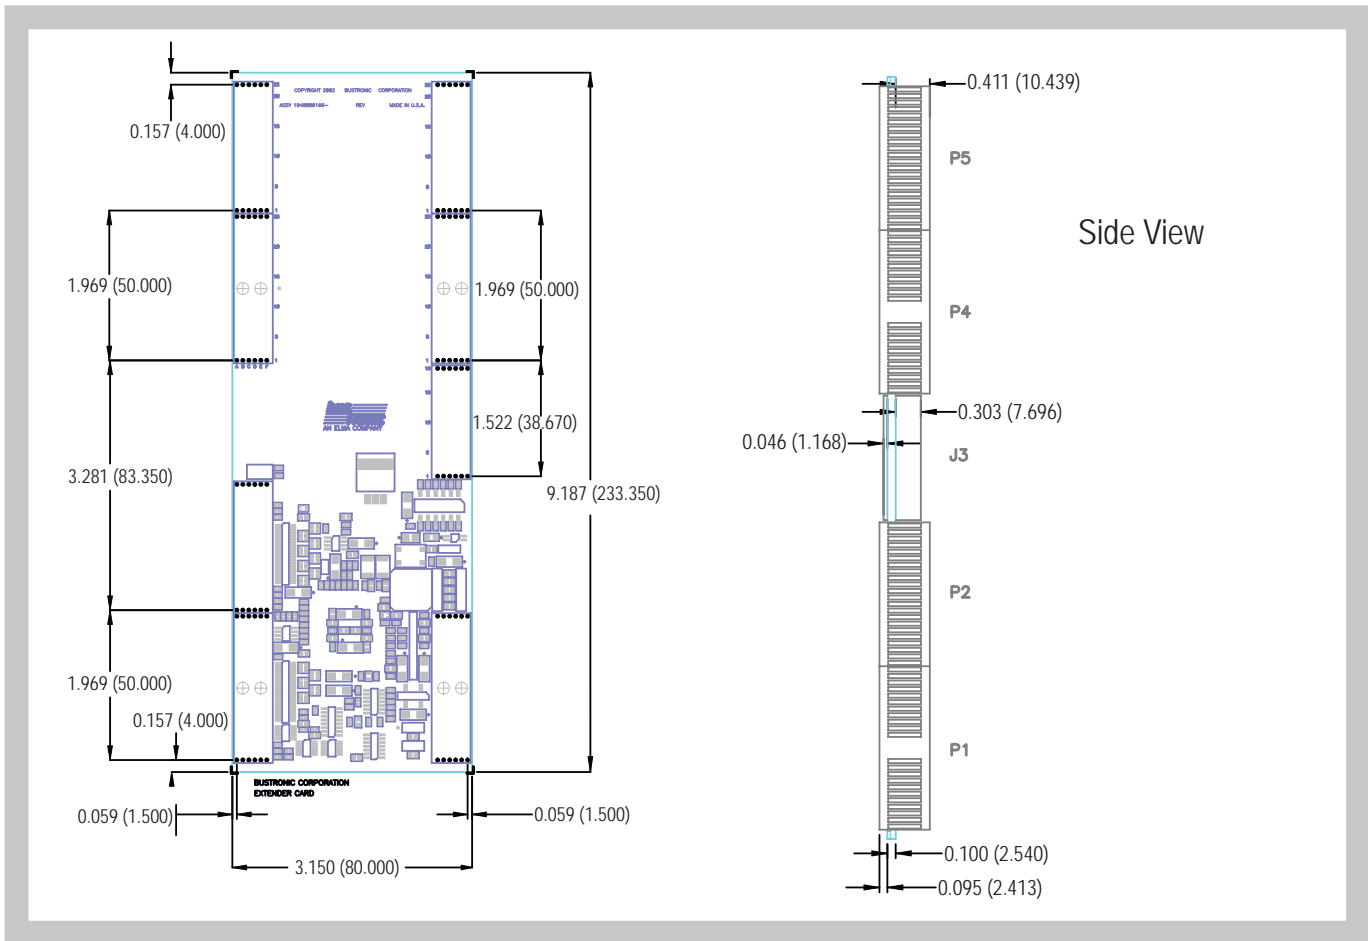 COPYRIGHT 2002 BUSTRONIC CORPORATION
REV MADE IN U.S.A.
0.157 (4.000)
1.969 (50.000)
1.969 (50.000)
A B C D E F
AN ELMA COMPANY
1.522 (38.670)
3.281 (83.350)
9.187 (233.350)
1.969 (50.000)
0.157 (4.000)
BUSTRONIC CORPORATION
EXTENDER CARD
0.059 (1.500)
0.059 (1.500)
3.150 (80.000)
0.411 (10.439)
P5
Side View
P4
0.303 (7.696)
0.046 (1.168)
J3
P2
P1
0.100 (2.540)
0.095 (2.413)